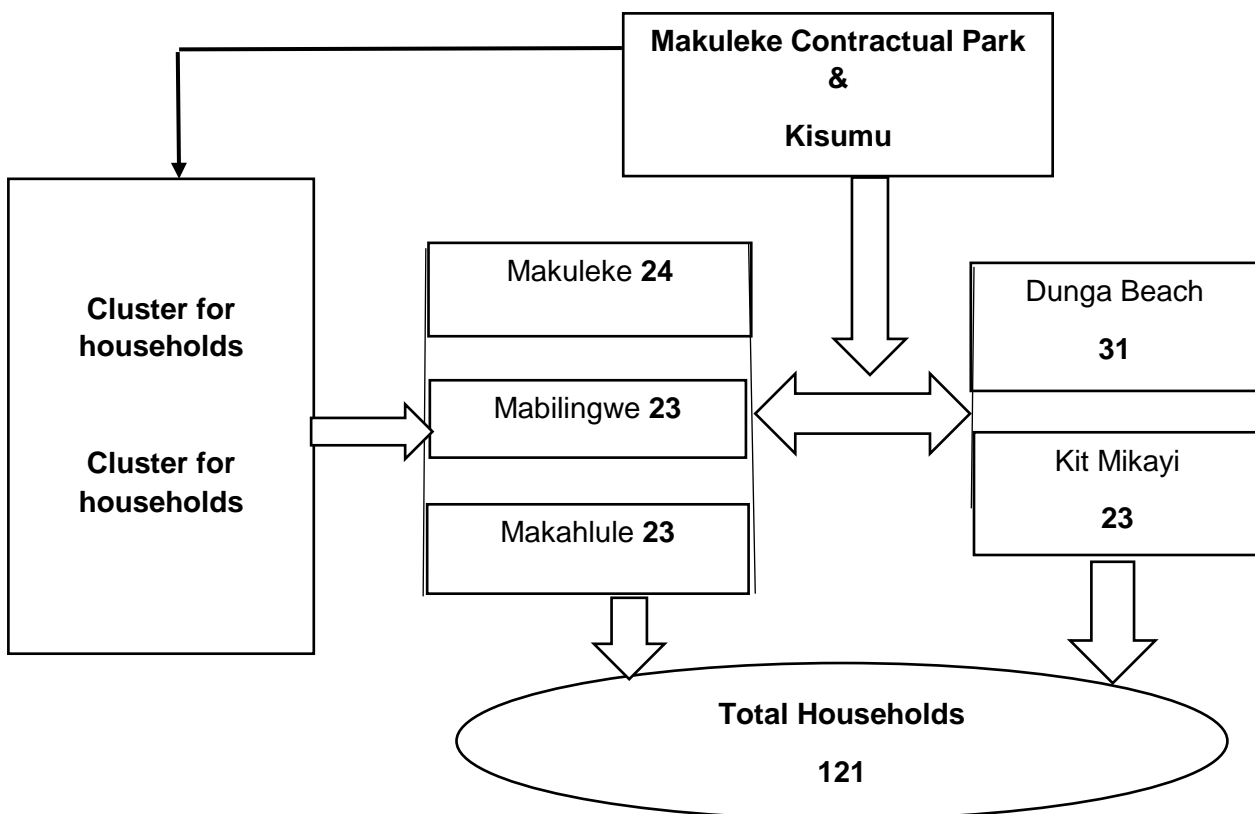 Makuleke Contractual Park
&
Kisumu
Cluster for
households
Cluster for
households
Makuleke 24
Mabilingwe 23
Makahlule 23
Dunga Beach
31
Kit Mikayi
23
Total Households
121